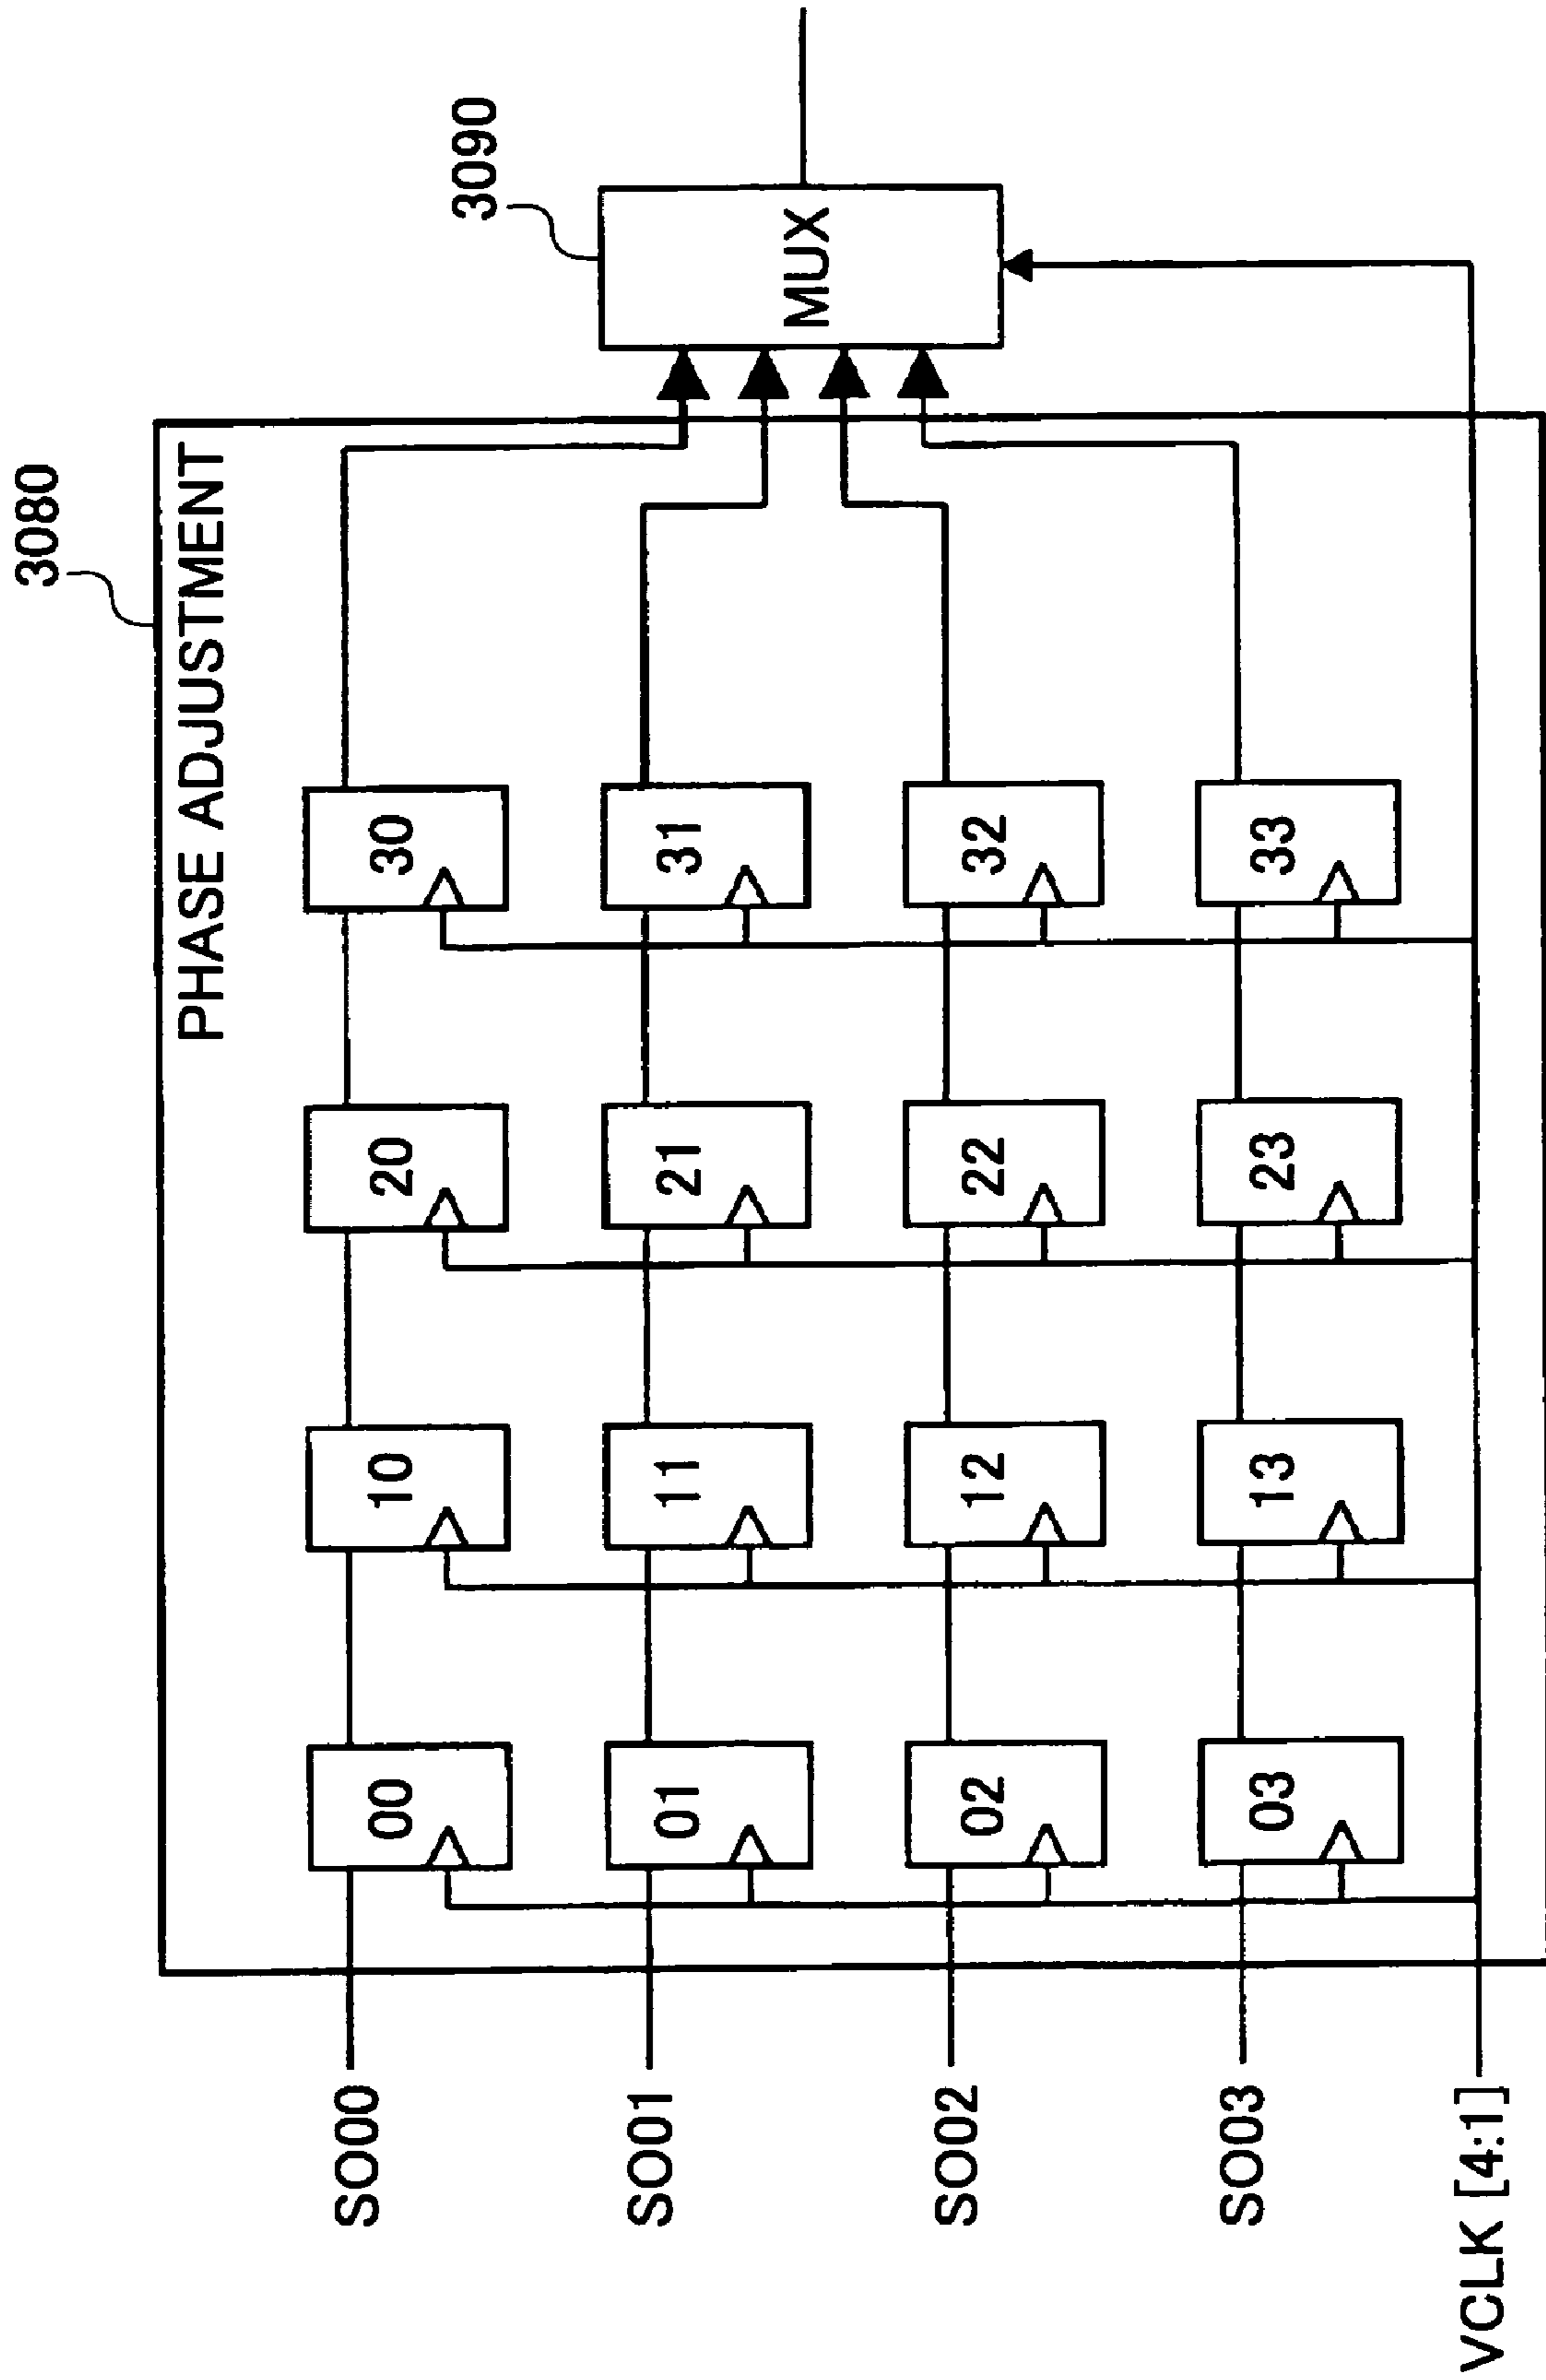 3080
PHASE ADJUSTMENT
3090
MUX
SO00
00
10
20
30
SO01
01
11
21
31
SO02
02
12
22
32
SO03
03
13
23
33
VCLK [4:1]